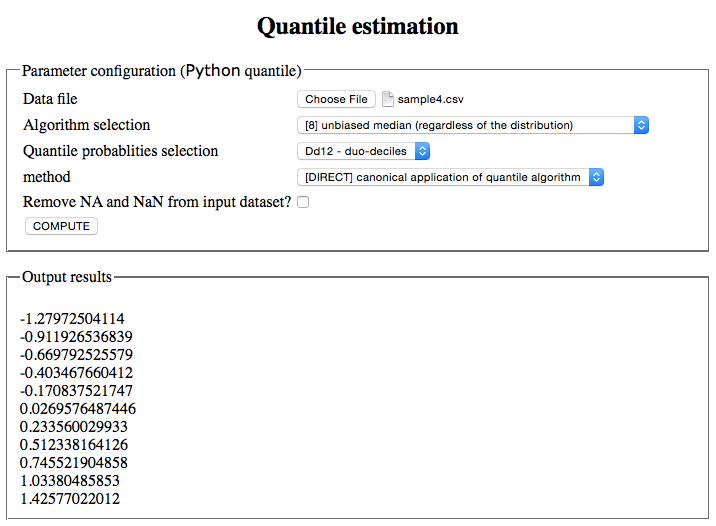 Quantile estimation
Parameter configuration (Python quantile)
Data file Choose File sample4.csv
Algorithm selection [8] unbiased median (regardless of the distribution)
Quantile probablities selection Dd12 - duo-deciles
method [DIRECT] canonical application of quantile algorithm
Remove NA and NaN from input dataset?
COMPUTE
Output results
-1.27972504114
-0.911926536839
-0.669792525579
-0.403467660412
-0.170837521747
0.0269576487446
0.233560029933
0.512338164126
0.745521904858
1.03380485853
1.42577022012